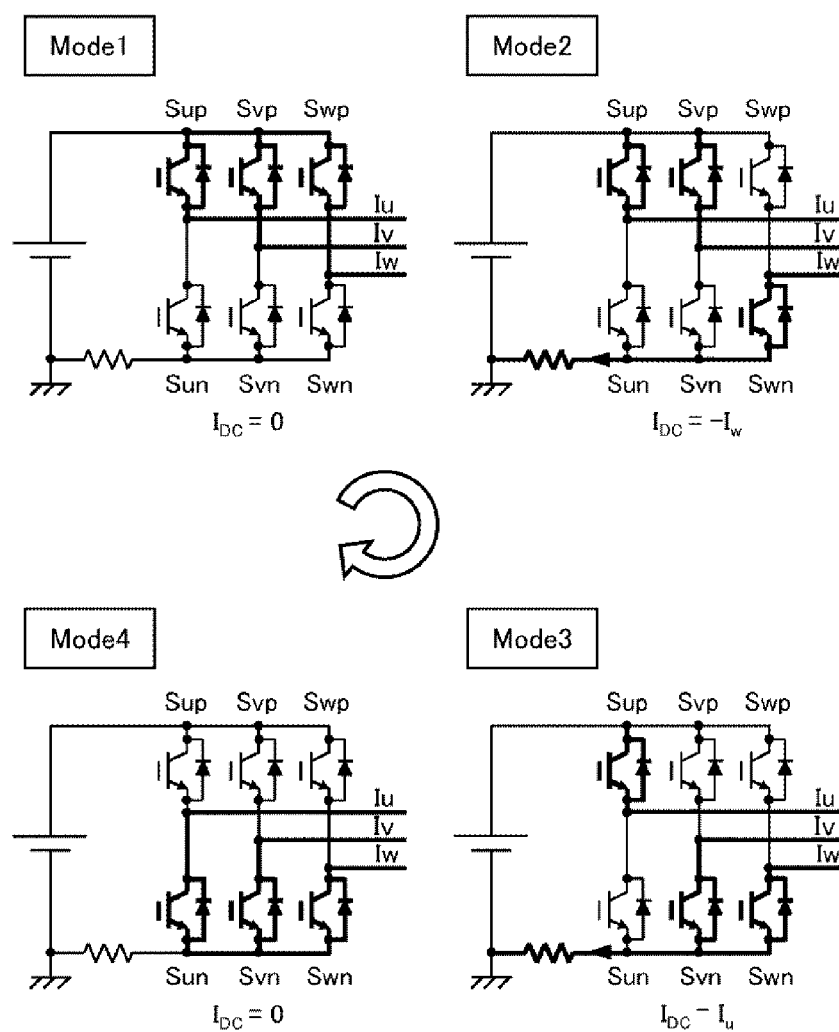 Mode1
Sup Svp Swp
Iu
Iv
Iw
Sun Svn Swn
I_DC = 0
Mode2
Sup Svp Swp
Iu
Iv
Iw
Sun Svn Swn
I_DC = -I_w
Mode4
Sup Svp Swp
Iu
Iv
Iw
Sun Svn Swn
I_DC = 0
Mode3
Sup Svp Swp
Iu
Iv
Iw
Sun Svn Swn
I_DC - I_u